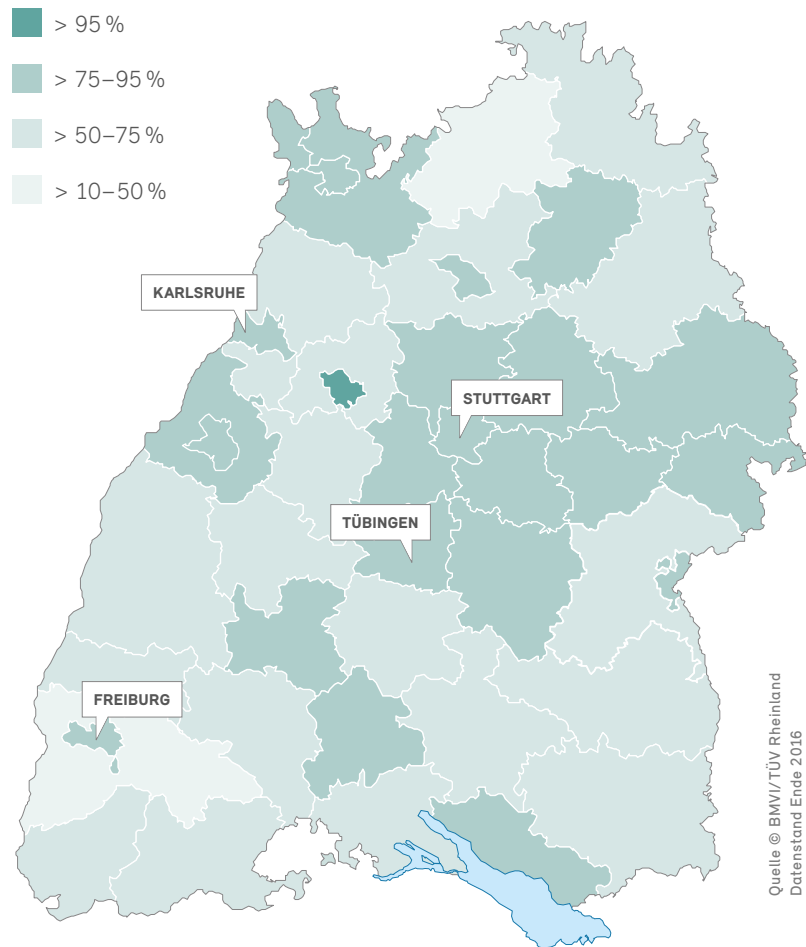 > 95 %
> 75–95 %
> 50–75 %
> 10–50 %
KARLSRUHE
STUTTGART
TÜBINGEN
FREIBURG
Quelle © BMVI/TÜV Rheinland
Datenstand Ende 2016